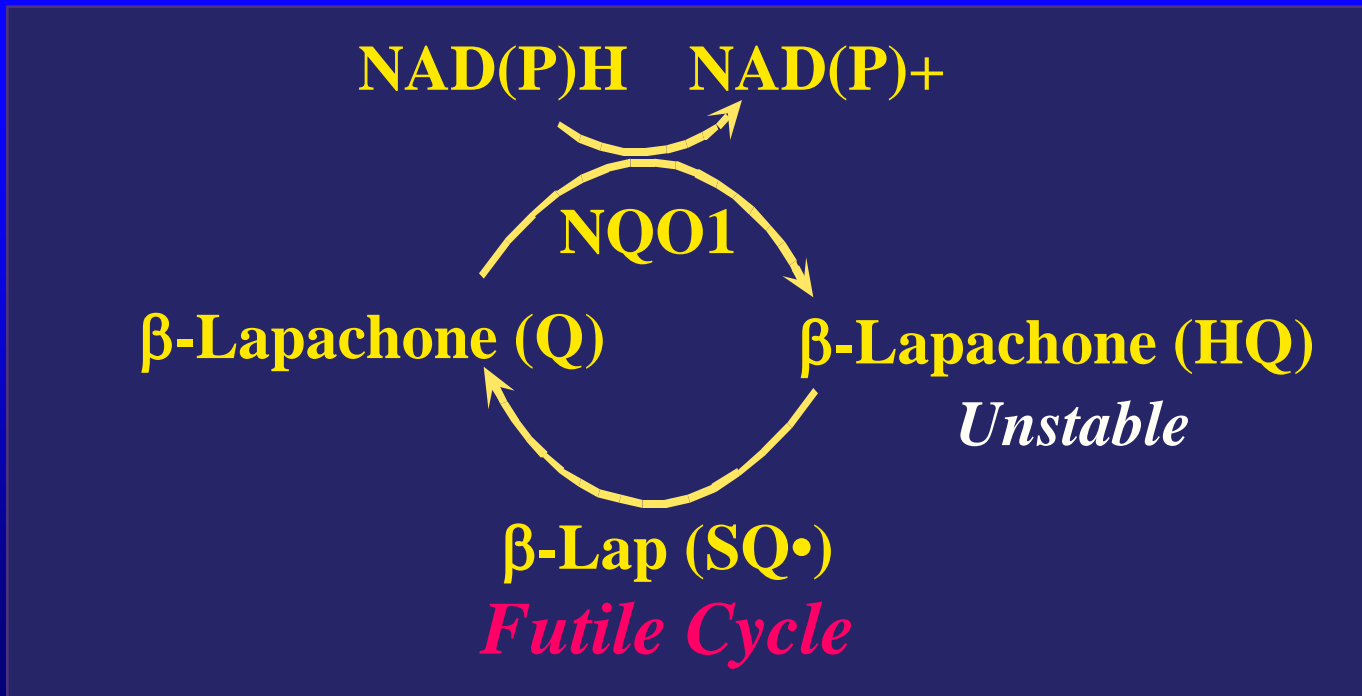 NAD(P)H NAD(P)+
NQO1
β-Lapachone (Q)
β-Lapachone (HQ)
Unstable
β-Lap (SQ•)
Futile Cycle